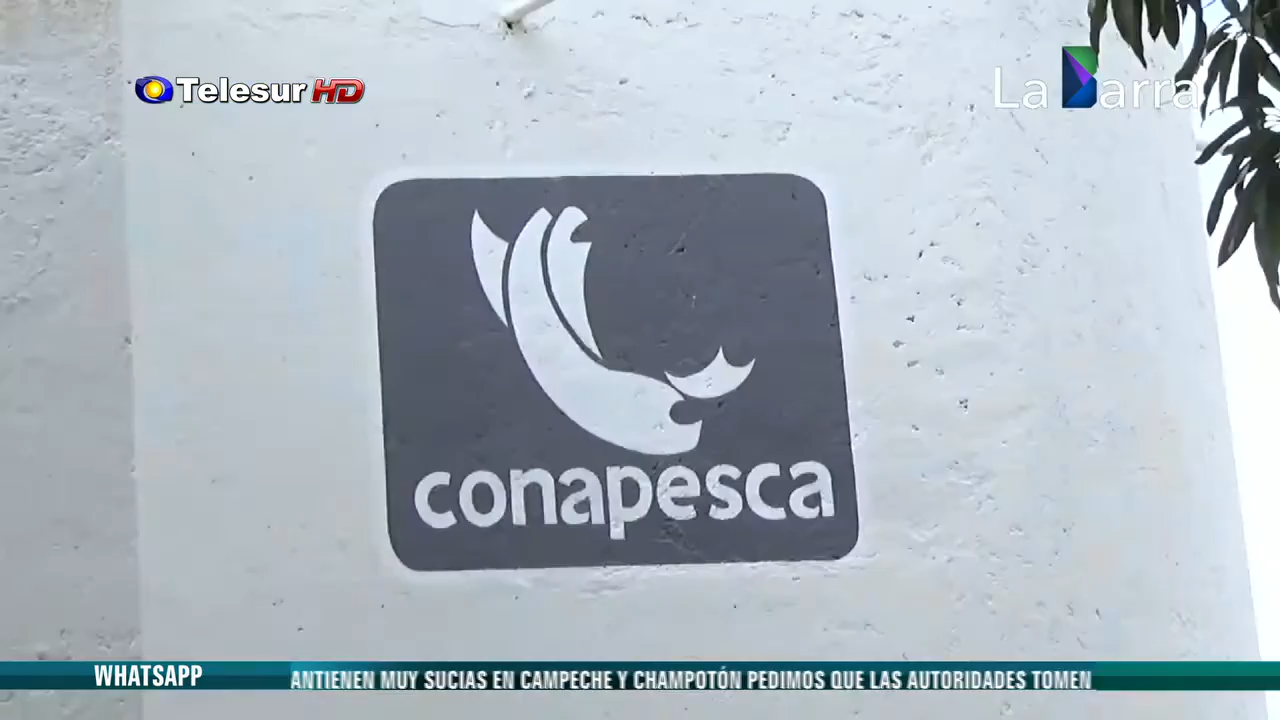 Telesur HD
La Barra
conapesca
WHATSAPP
ANTIENEN MUY SUCIAS EN CAMPECHE Y CHAMPOTÓN PEDIMOS QUE LAS AUTORIDADES TOMEN